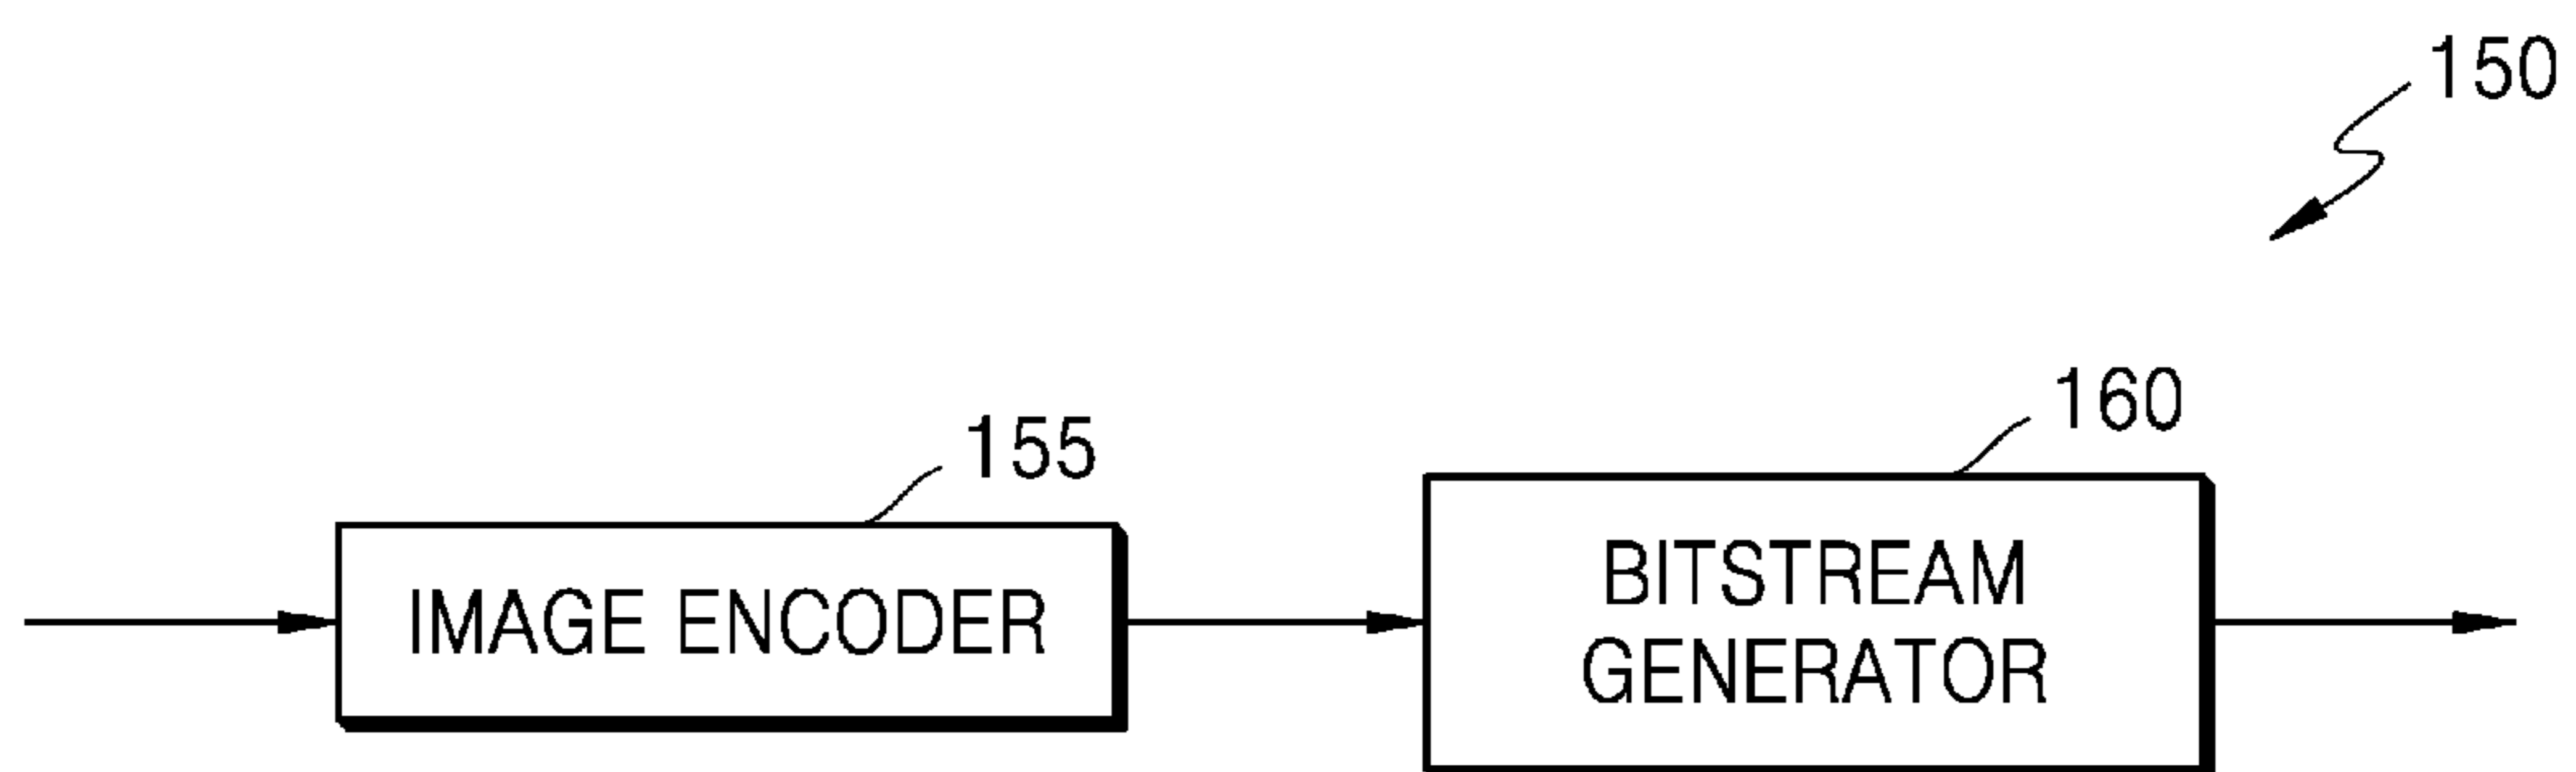 150
160
155
IMAGE ENCODER
BITSTREAM
GENERATOR